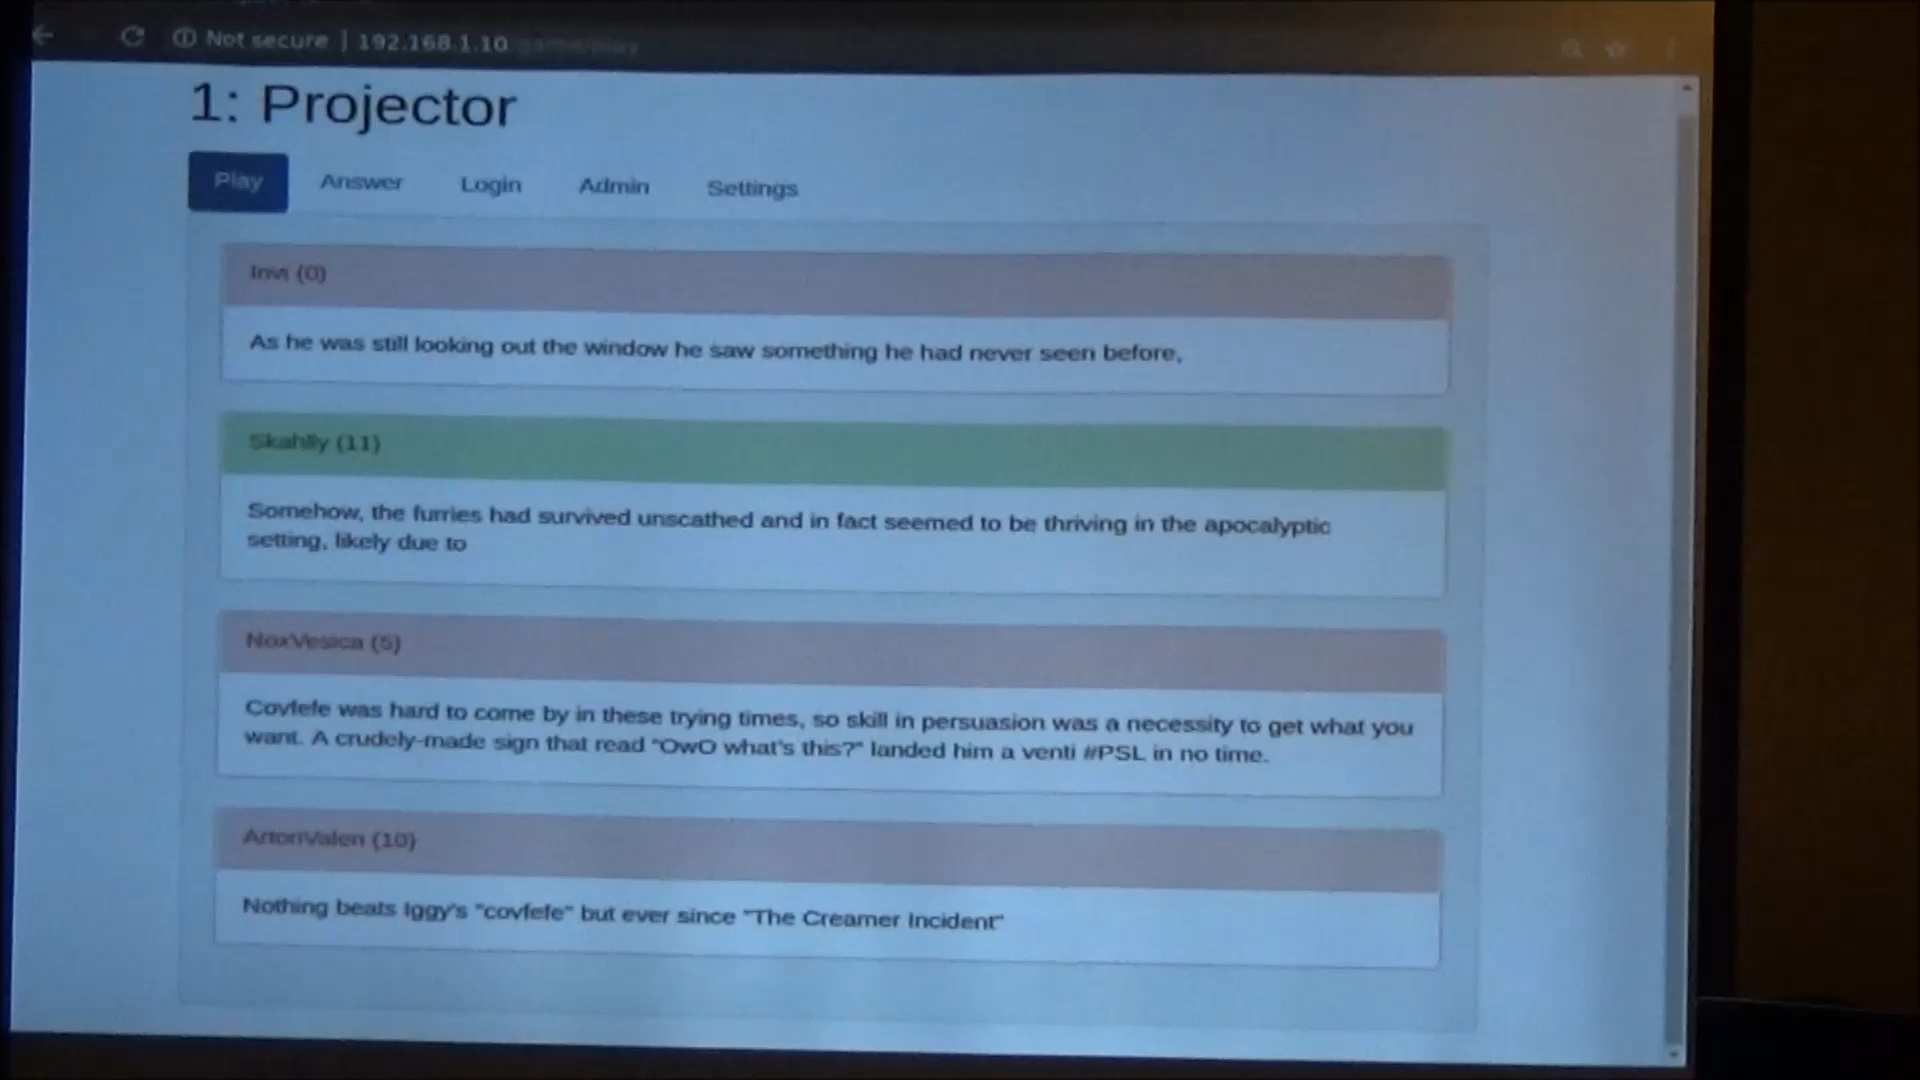 Not secure | 192.168.1.10/game/play
1: Projector
Play Answer Login Admin Settings
Invi (0)
As he was still looking out the window he saw something he had never seen before,
Skahlly (11)
Somehow, the furries had survived unscathed and in fact seemed to be thriving in the apocalyptic
setting, likely due to
NoxVesica (5)
Covfefe was hard to come by in these trying times, so skill in persuasion was a necessity to get what you
want. A crudely-made sign that read "OwO what's this?" landed him a venti #PSL in no time.
ArtonValen (10)
Nothing beats Iggy's "covfefe" but ever since "The Creamer Incident"